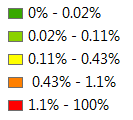 0% - 0.02%
0.02% - 0.11%
0.11% - 0.43%
0.43% - 1.1%
1.1% - 100%